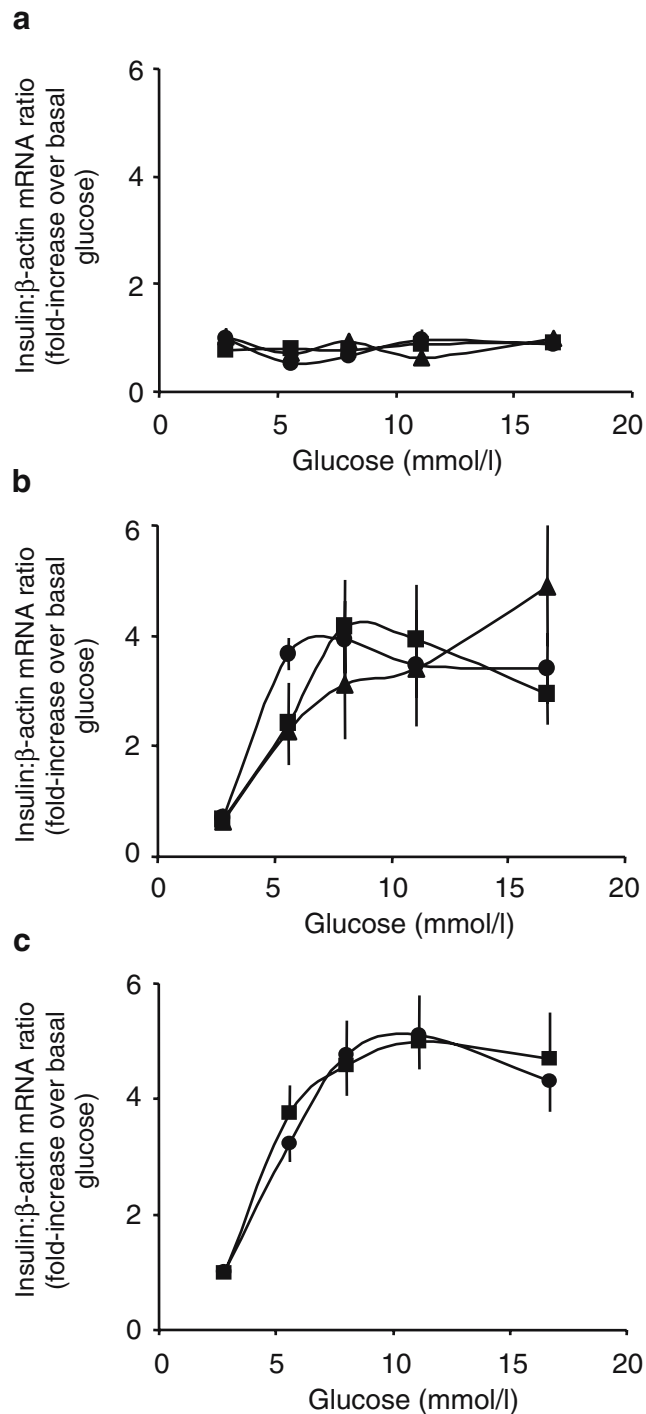 a
Insulin:β-actin mRNA ratio
(fold-increase over basal
glucose)
6
4
2
0
0 5 10 15 20
Glucose (mmol/l)
b
Insulin:β-actin mRNA ratio
(fold-increase over basal
glucose)
6
4
2
0
0 5 10 15 20
Glucose (mmol/l)
c
Insulin:β-actin mRNA ratio
(fold-increase over basal
glucose)
6
4
2
0
0 5 10 15 20
Glucose (mmol/l)